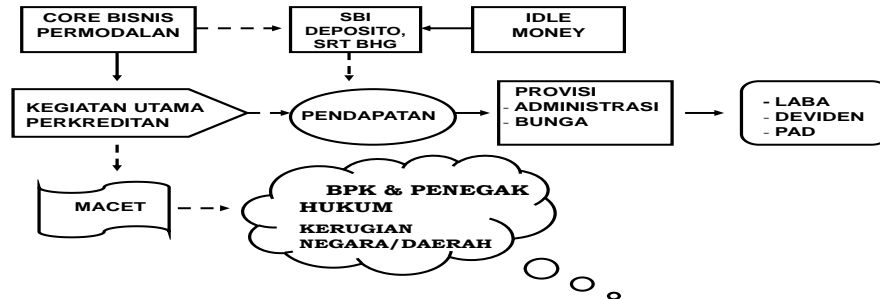 CORE BISNIS
PERMODALAN
SBI
DEPOSITO,
SRT BHG
IDLE
MONEY
KEGIATAN UTAMA
PERKREDITAN
PENDAPATAN
PROVISI
- ADMINISTRASI
- BUNGA
- LABA
- DEVIDEN
- PAD
MACET
BPK & PENEGAK
HUKUM
KERUGIAN
NEGARA/DAERAH